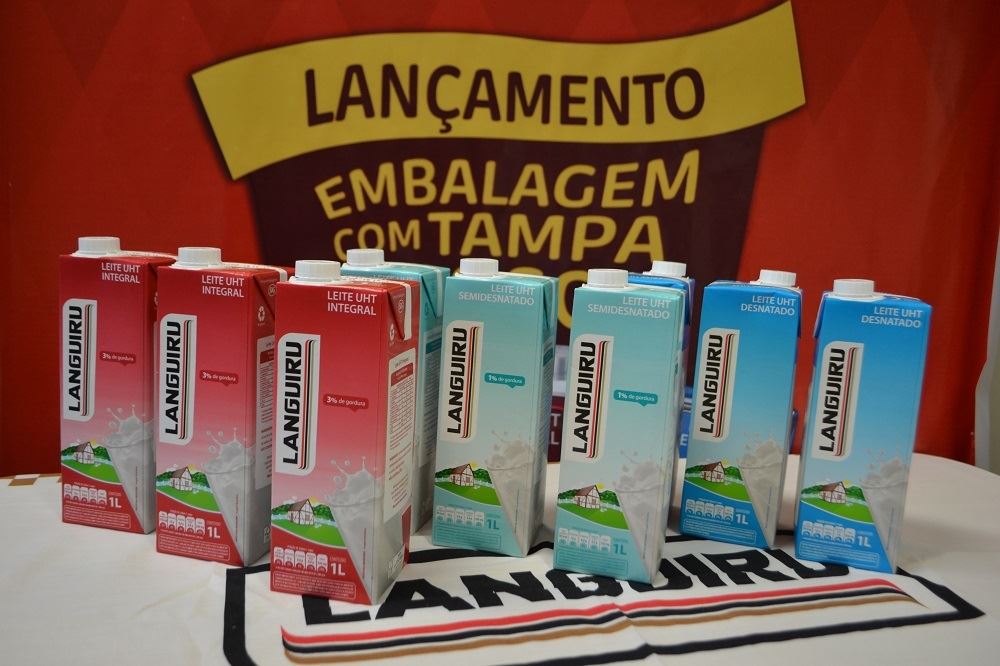 LANÇAMENTO
EMBALAGEM
COM TAMPA
LEITE UHT
INTEGRAL
LANGUIRU
3% de gordura
1L
LEITE UHT
INTEGRAL
LANGUIRU
3% de gordura
1L
LEITE UHT
INTEGRAL
LANGUIRU
3% de gordura
1L
LEITE UHT
SEMIDESNATADO
LANGUIRU
1% de gordura
1L
LEITE UHT
SEMIDESNATADO
LANGUIRU
1% de gordura
1L
LEITE UHT
DESNATADO
LANGUIRU
1L
LEITE UHT
DESNATADO
LANGUIRU
1L
LANGUIRU